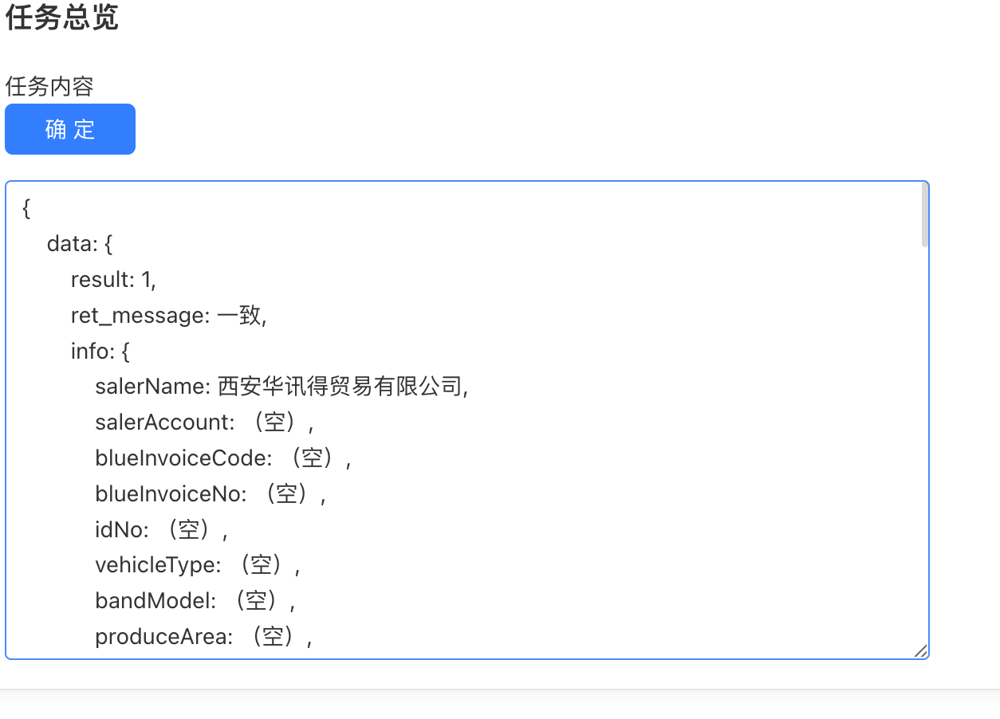 任务总览
任务内容
确 定
{
data: {
result: 1,
ret_message: 一致,
info: {
salerName: 西安华讯得贸易有限公司,
salerAccount: （空）,
blueInvoiceCode: （空）,
blueInvoiceNo: （空）,
idNo: （空）,
vehicleType: （空）,
bandModel: （空）,
produceArea: （空）,